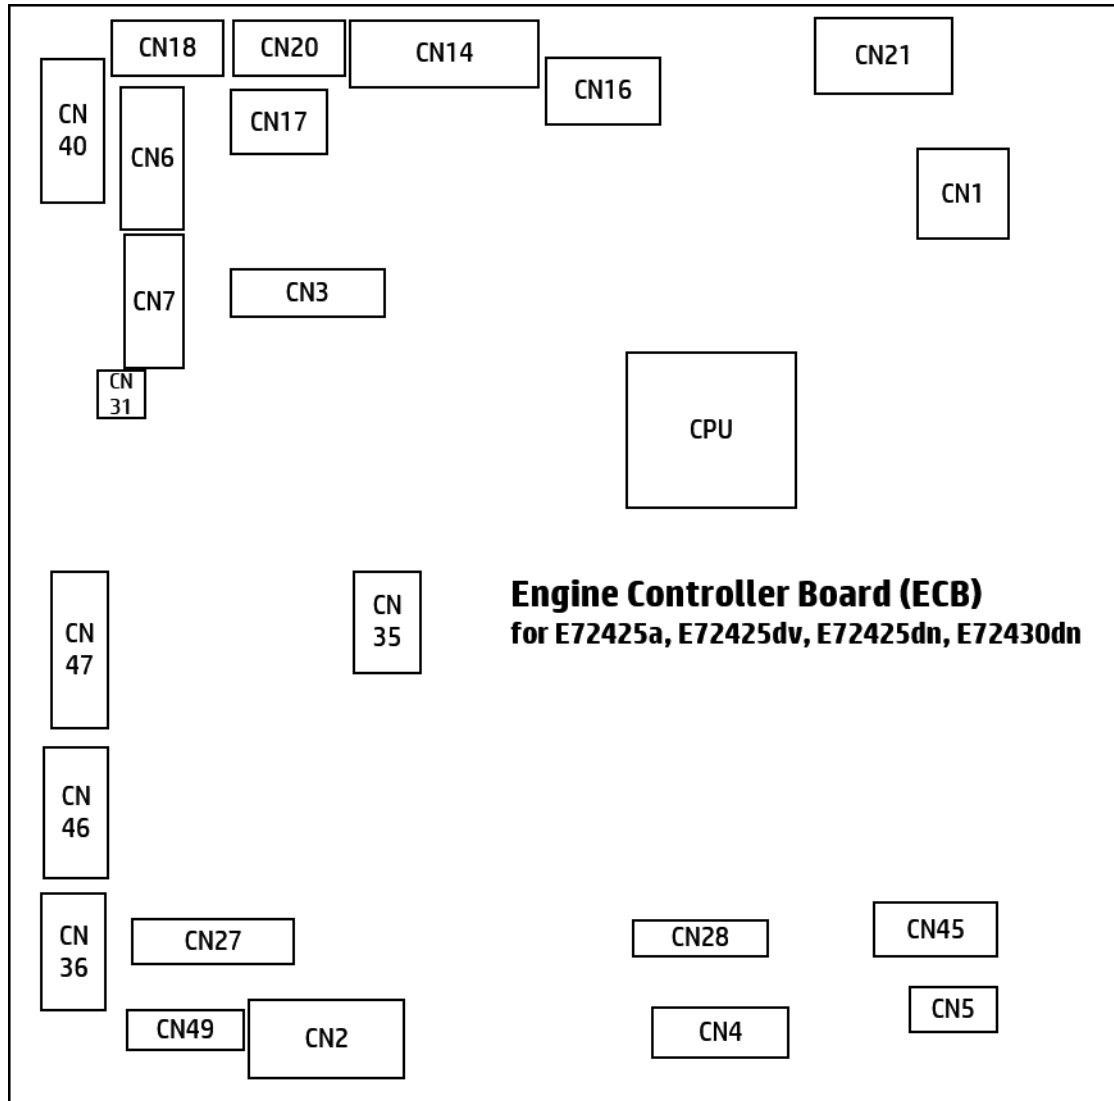 CN18
CN20
CN14
CN21
CN16
CN
40
CN17
CN6
CN1
CN7
CN3
CN
31
CPU
Engine Controller Board (ECB)
for E72425a, E72425dv, E72425dn, E72430dn
CN
35
CN
47
CN
46
CN
36
CN27
CN28
CN45
CN49
CN2
CN4
CN5